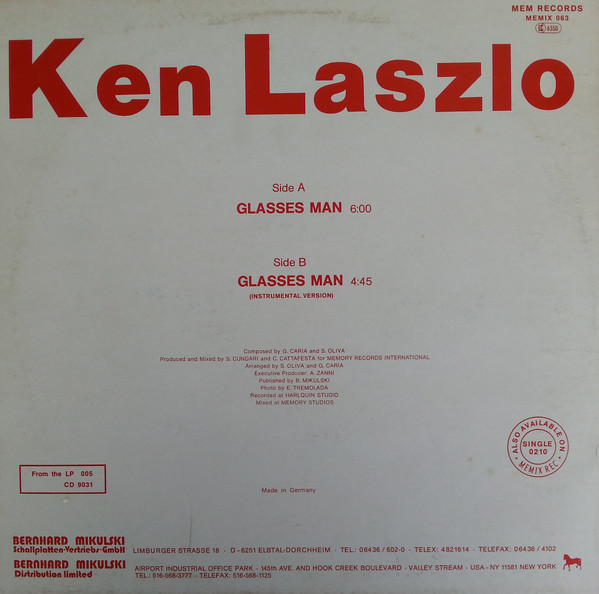 MEM RECORDS
MEMIX 063
LC 6350
Ken Laszlo
Side A
GLASSES MAN 6:00
Side B
GLASSES MAN 4:45
(INSTRUMENTAL VERSION)
Composed by G. CARIA and S. OLIVA
Produced and Mixed by S. CUNDARI and C. CATTAFESTA for MEMORY RECORDS INTERNATIONAL
Arranged by S. OLIVA and G. CARIA
Executive Producer: A. ZANNI
Published by B. MIKULSKI
Photo by E. TREMOLADA
Recorded at HARLQUIN STUDIO
Mixed at MEMORY STUDIOS
ALSO AVAILABLE ON
SINGLE
0210
MEMIX REC
From the LP 005
CD 9031
Made in Germany
BERNHARD MIKULSKI
Schallplatten-Vertriebs-GmbH LIMBURGER STRASSE 18 · D-6251 ELBTAL-DORCHHEIM · TEL: 06436 / 602-0 · TELEX: 4821614 · TELEFAX: 06436 / 4102
BERNHARD MIKULSKI
Distribution limited
AIRPORT INDUSTRIAL OFFICE PARK · 145th AVE. AND HOOK CREEK BOULEVARD · VALLEY STREAM · USA-NY 11581 NEW YORK
TEL: 516-568-3777 · TELEFAX: 516-568-1125